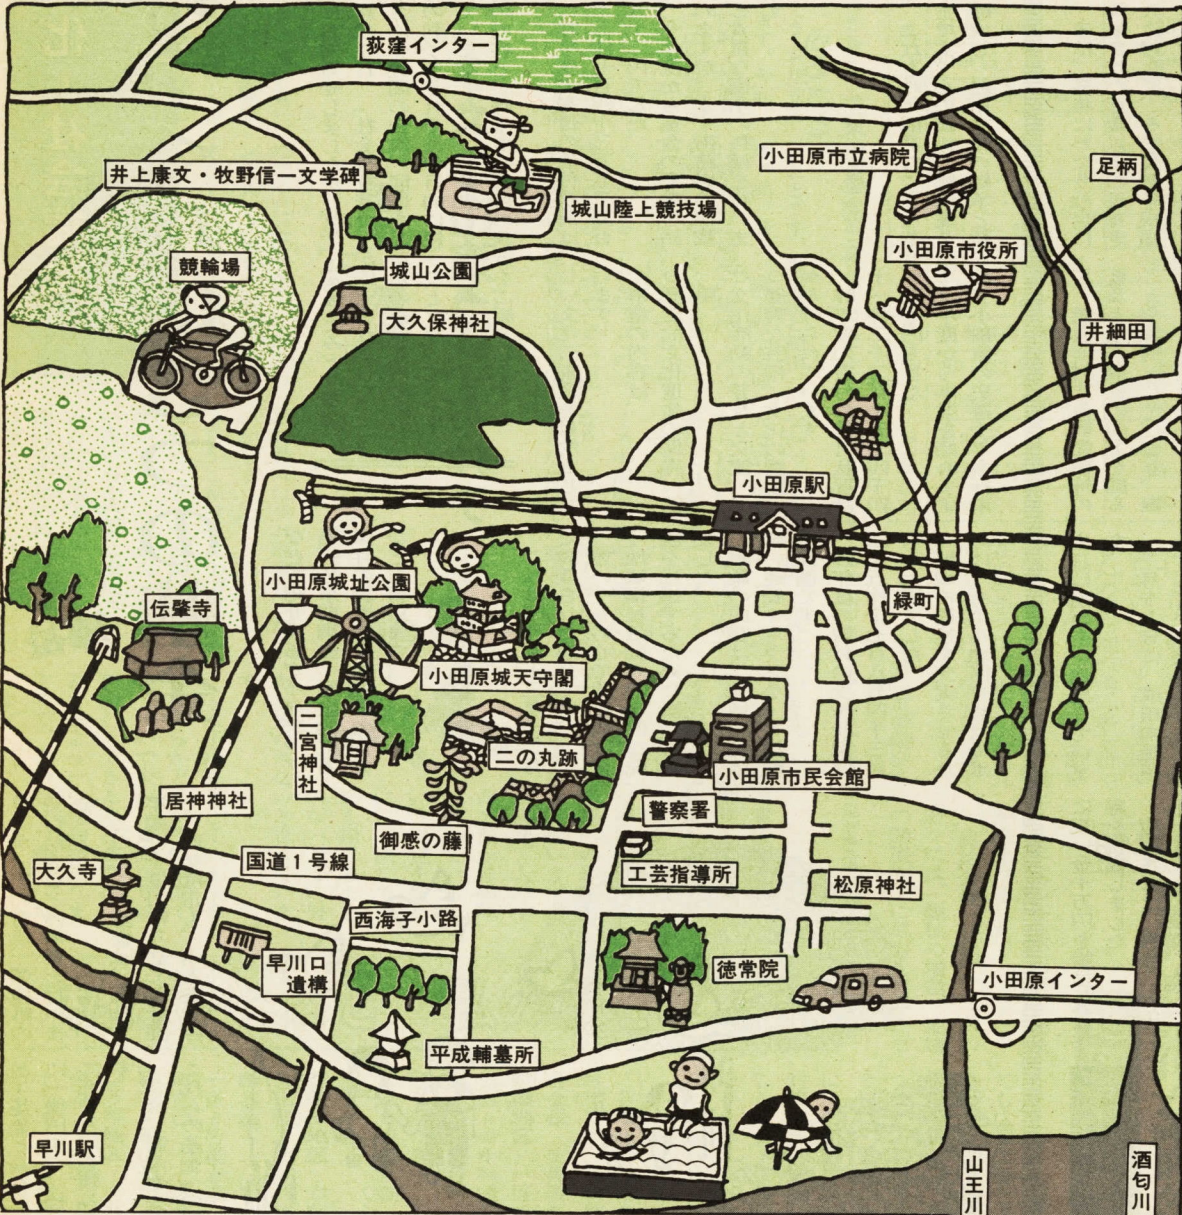 荻窪インター
小田原市立病院
足柄
井上康文・牧野信一文学碑
城山陸上競技場
小田原市役所
競輪場
城山公園
大久保神社
井細田
小田原駅
小田原城址公園
緑町
伝肇寺
小田原城天守閣
二宮神社
二の丸跡
小田原市民会館
居神神社
警察署
御感の藤
国道1号線
大久寺
工芸指導所
松原神社
西海子小路
早川口
遺構
徳常院
小田原インター
平成輔墓所
早川駅
山王川
酒匂川